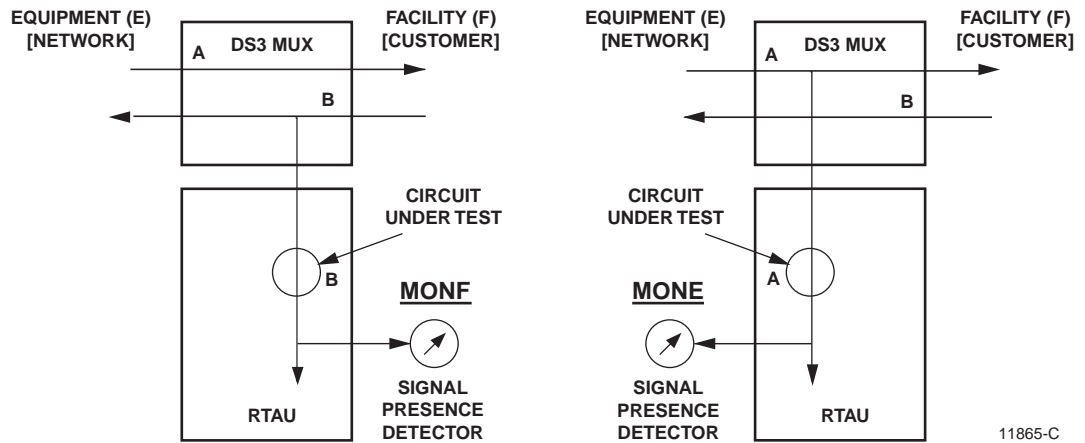 EQUIPMENT (E)
[NETWORK]
FACILITY (F)
[CUSTOMER]
DS3 MUX
A
B
CIRCUIT
UNDER TEST
B
MONF
SIGNAL
PRESENCE
DETECTOR
RTAU
EQUIPMENT (E)
[NETWORK]
FACILITY (F)
[CUSTOMER]
DS3 MUX
A
B
CIRCUIT
UNDER TEST
A
MONE
SIGNAL
PRESENCE
DETECTOR
RTAU
11865-C